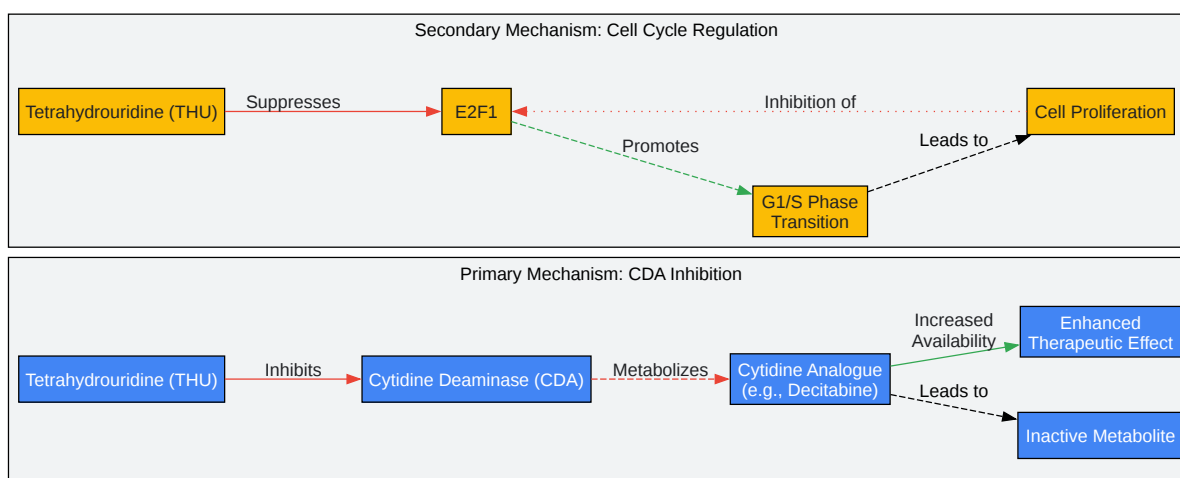 Secondary Mechanism: Cell Cycle Regulation
Tetrahydrouridine (THU)
Suppresses
E2F1
Inhibition of
Cell Proliferation
Promotes
Leads to
G1/S Phase
Transition
Primary Mechanism: CDA Inhibition
Tetrahydrouridine (THU)
Inhibits
Cytidine Deaminase (CDA)
Metabolizes
Cytidine Analogue
(e.g., Decitabine)
Increased
Availability
Enhanced
Therapeutic Effect
Leads to
Inactive Metabolite